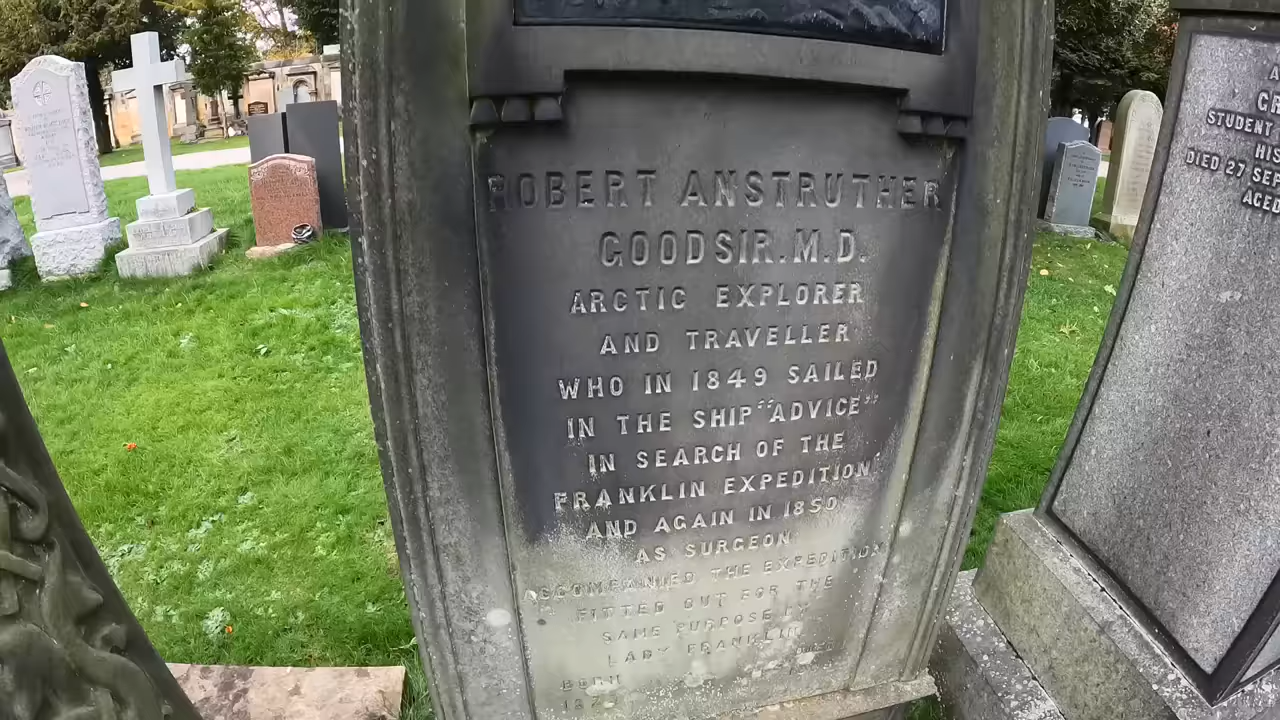 ROBERT ANSTRUTHER
GOODSIR. M.D.
ARCTIC EXPLORER
AND TRAVELLER
WHO IN 1849 SAILED
IN THE SHIP "ADVICE"
IN SEARCH OF THE
FRANKLIN EXPEDITION
AND AGAIN IN 1850
AS SURGEON
ACCOMPANIED THE EXPEDITION
FITTED OUT FOR THE
SAME PURPOSE BY
LADY FRANKLIN
BORN
STUDENT
HIS
DIED 27 SEP
AGED